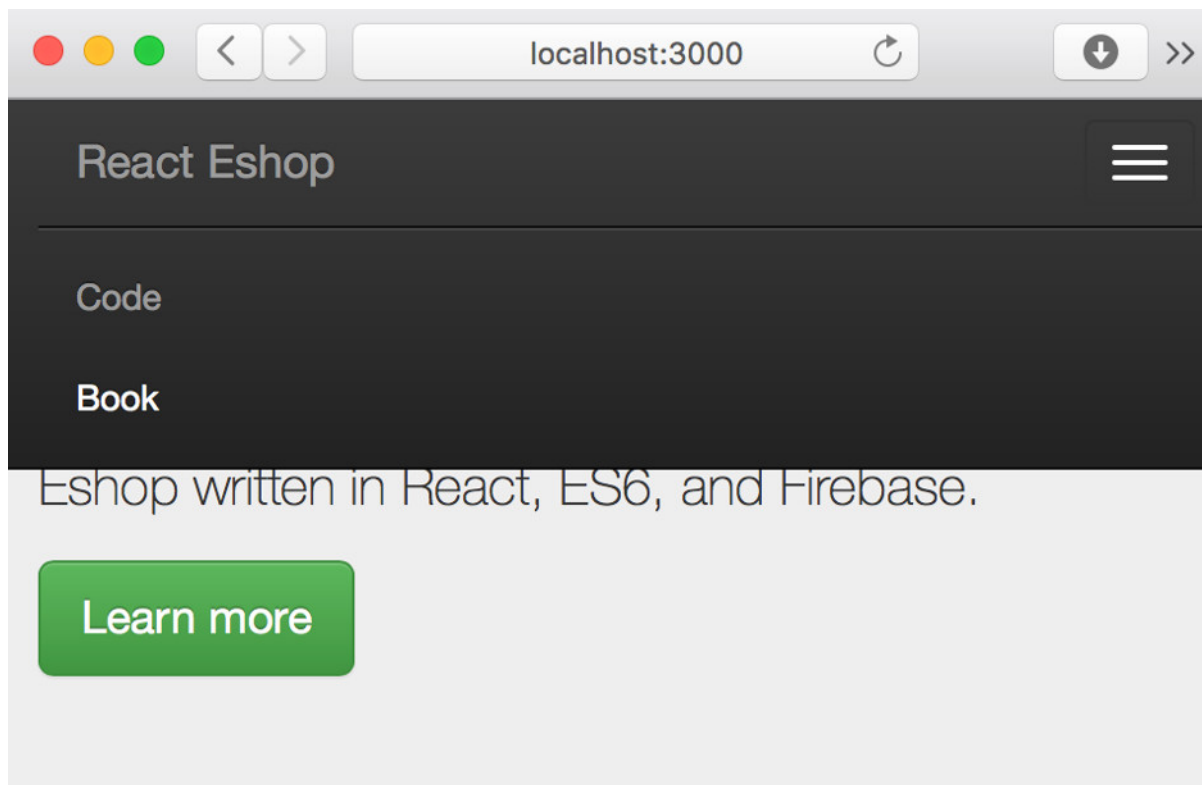 localhost:3000
React Eshop
Code
Book
Eshop written in React, ES6, and Firebase.
Learn more